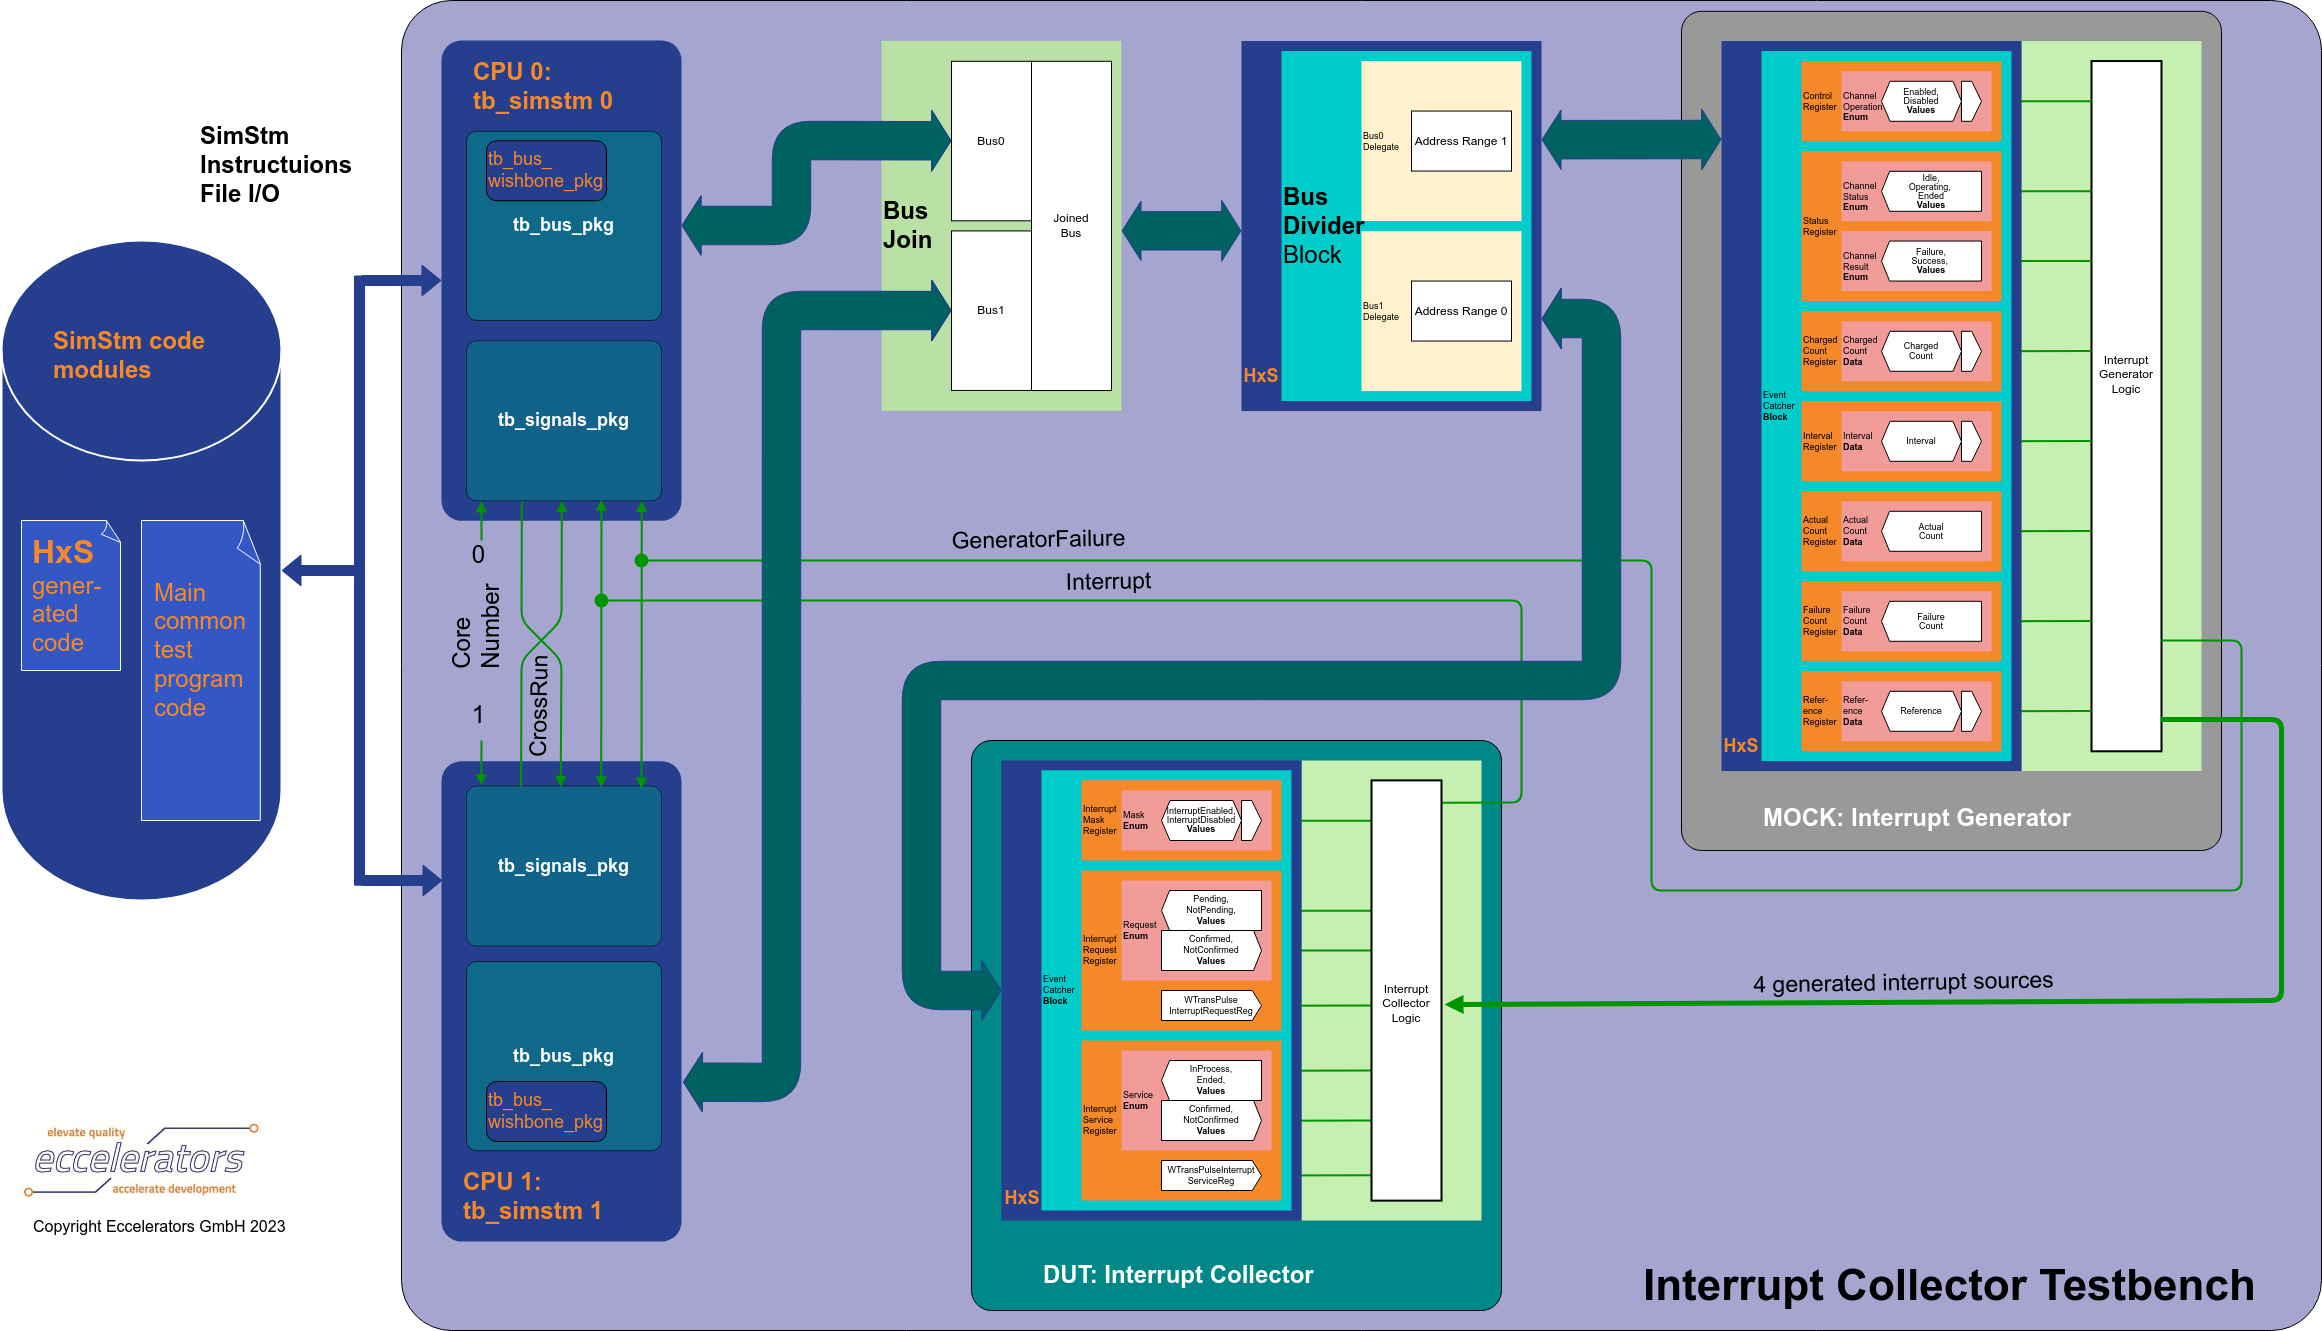 SimStm
Instructuions
File I/O
SimStm code
modules
HxS
gener-
ated
code
Main
common
test
program
code
elevate quality
eccelerators
accelerate development
Copyright Eccelerators GmbH 2023
CPU 0:
tb_simstm 0
tb_bus_
wishbone_pkg
tb_bus_pkg
tb_signals_pkg
0
Core
Number
1
CrossRun
tb_signals_pkg
tb_bus_pkg
tb_bus_
wishbone_pkg
CPU 1:
tb_simstm 1
Bus
Join
Bus0
Bus1
Joined
Bus
Bus
Divider
Block
HxS
Bus0
Delegate
Address Range 1
Bus1
Delegate
Address Range 0
GeneratorFailure
Interrupt
HxS
Event
Catcher
Block
Control
Register
Channel
Operation
Enum
Enabled,
Disabled
Values
Status
Register
Channel
Status
Enum
Idle,
Operating,
Ended
Values
Channel
Result
Enum
Failure,
Success,
Values
Charged
Count
Register
Charged
Count
Data
Charged
Count
Interval
Register
Interval
Data
Interval
Actual
Count
Register
Actual
Count
Data
Actual
Count
Failure
Count
Register
Failure
Count
Data
Failure
Count
Refer-
ence
Register
Refer-
ence
Data
Reference
Interrupt
Generator
Logic
MOCK: Interrupt Generator
HxS
Event
Catcher
Block
Interrupt
Mask
Register
Mask
Enum
InterruptEnabled,
InterruptDisabled
Values
Interrupt
Request
Register
Request
Enum
Pending,
NotPending,
Values
Confirmed,
NotConfirmed
Values
WTransPulse
InterruptRequestReg
Interrupt
Service
Register
Service
Enum
InProcess,
Ended,
Values
Confirmed,
NotConfirmed
Values
WTransPulseInterrupt
ServiceReg
Interrupt
Collector
Logic
DUT: Interrupt Collector
4 generated interrupt sources
Interrupt Collector Testbench